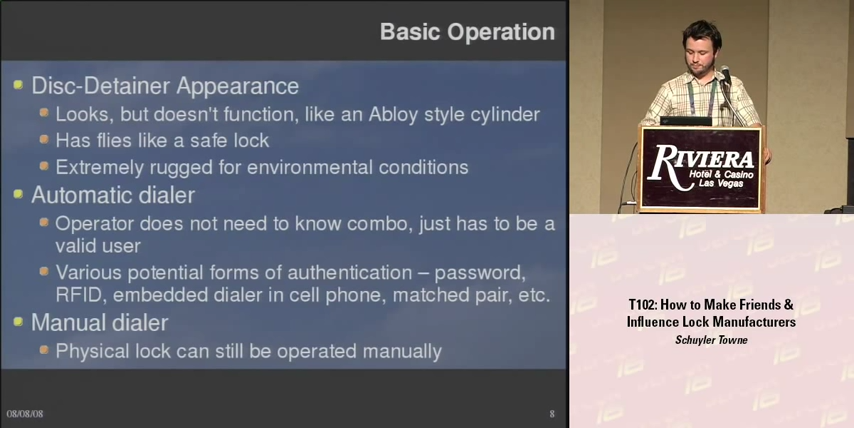 Basic Operation
Disc-Detainer Appearance
Looks, but doesn't function, like an Abloy style cylinder
Has flies like a safe lock
Extremely rugged for environmental conditions
Automatic dialer
Operator does not need to know combo, just has to be a
valid user
Various potential forms of authentication – password,
RFID, embedded dialer in cell phone, matched pair, etc.
Manual dialer
Physical lock can still be operated manually
08/08/08
8
RIVIERA
Hotel & Casino
Las Vegas
T102: How to Make Friends &
Influence Lock Manufacturers
Schuyler Towne